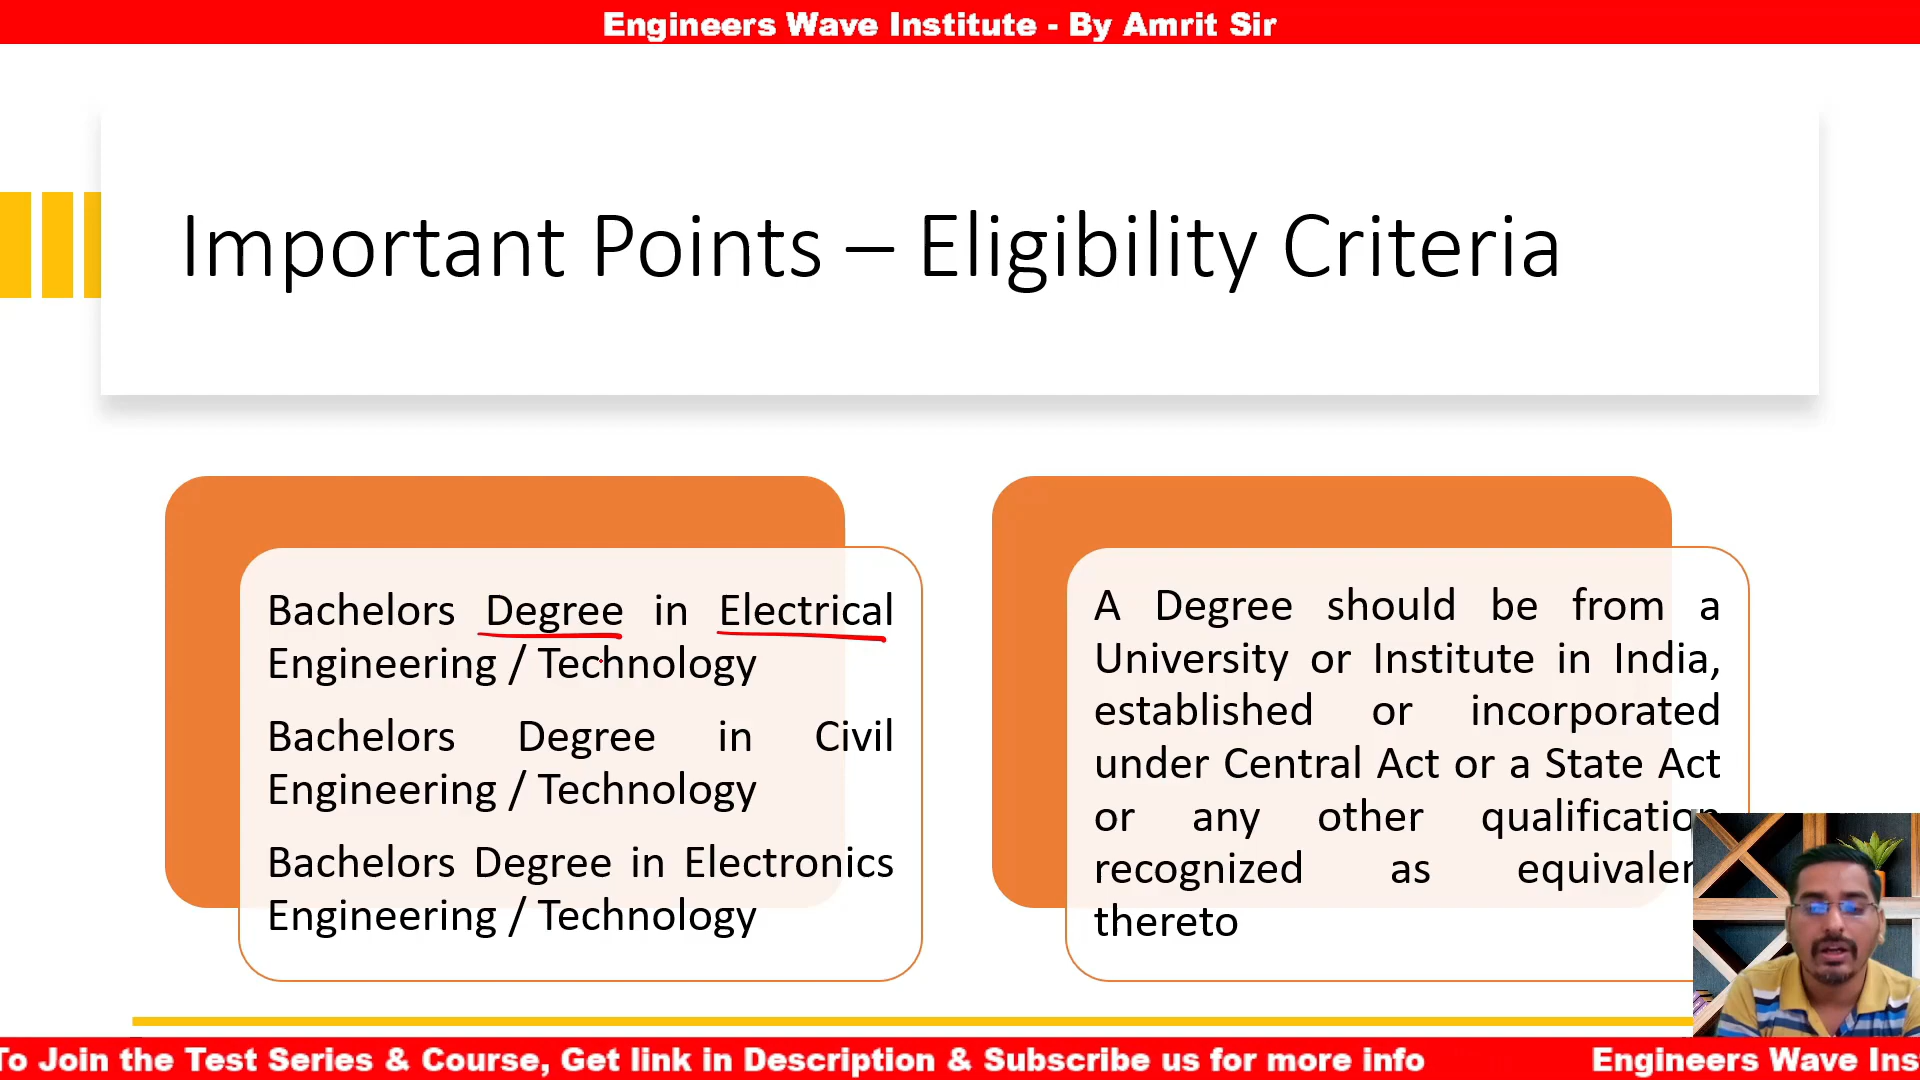 Engineers Wave Institute - By Amrit Sir
Important Points – Eligibility Criteria
Bachelors Degree in Electrical
Engineering / Technology
Bachelors Degree in Civil
Engineering / Technology
Bachelors Degree in Electronics
Engineering / Technology
A Degree should be from a
University or Institute in India,
established or incorporated
under Central Act or a State Act
or any other qualification
recognized as equivalen
thereto
To Join the Test Series & Course, Get link in Description & Subscribe us for more info
Engineers Wave Ins